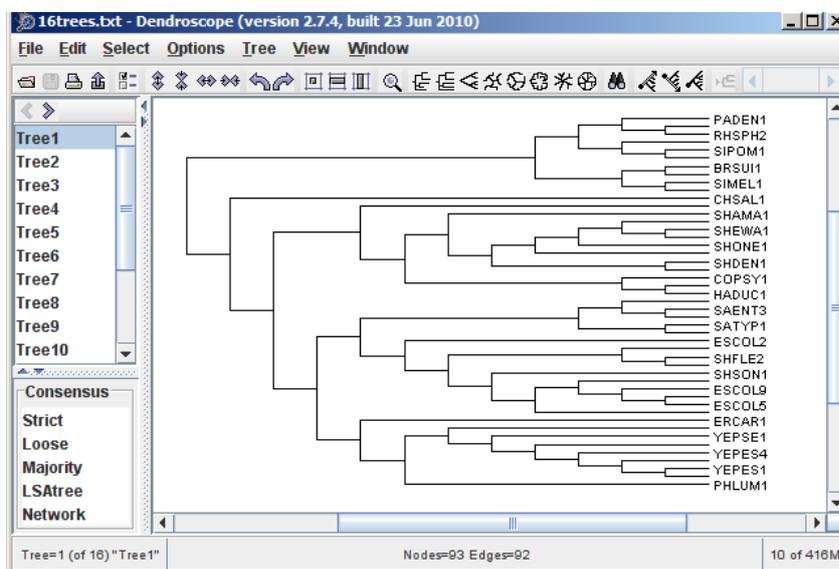 16trees.txt - Dendroscope (version 2.7.4, built 23 Jun 2010)
File Edit Select Options Tree View Window
Tree1
Tree2
Tree3
Tree4
Tree5
Tree6
Tree7
Tree8
Tree9
Tree10
Consensus
Strict
Loose
Majority
LSAtree
Network
PADEN1
RHSPH2
SIPOM1
BRSUI1
SIMEL1
CHSAL1
SHAMA1
SHEWA1
SHONE1
SHDEN1
COPSY1
HADUC1
SAENT3
SATYP1
ESCOL2
SHFLE2
SHSON1
ESCOL9
ESCOL5
ERCAR1
YEPSE1
YEPES4
YEPES1
PHLUM1
Tree=1 (of 16) "Tree1"
Nodes=93 Edges=92
10 of 416M